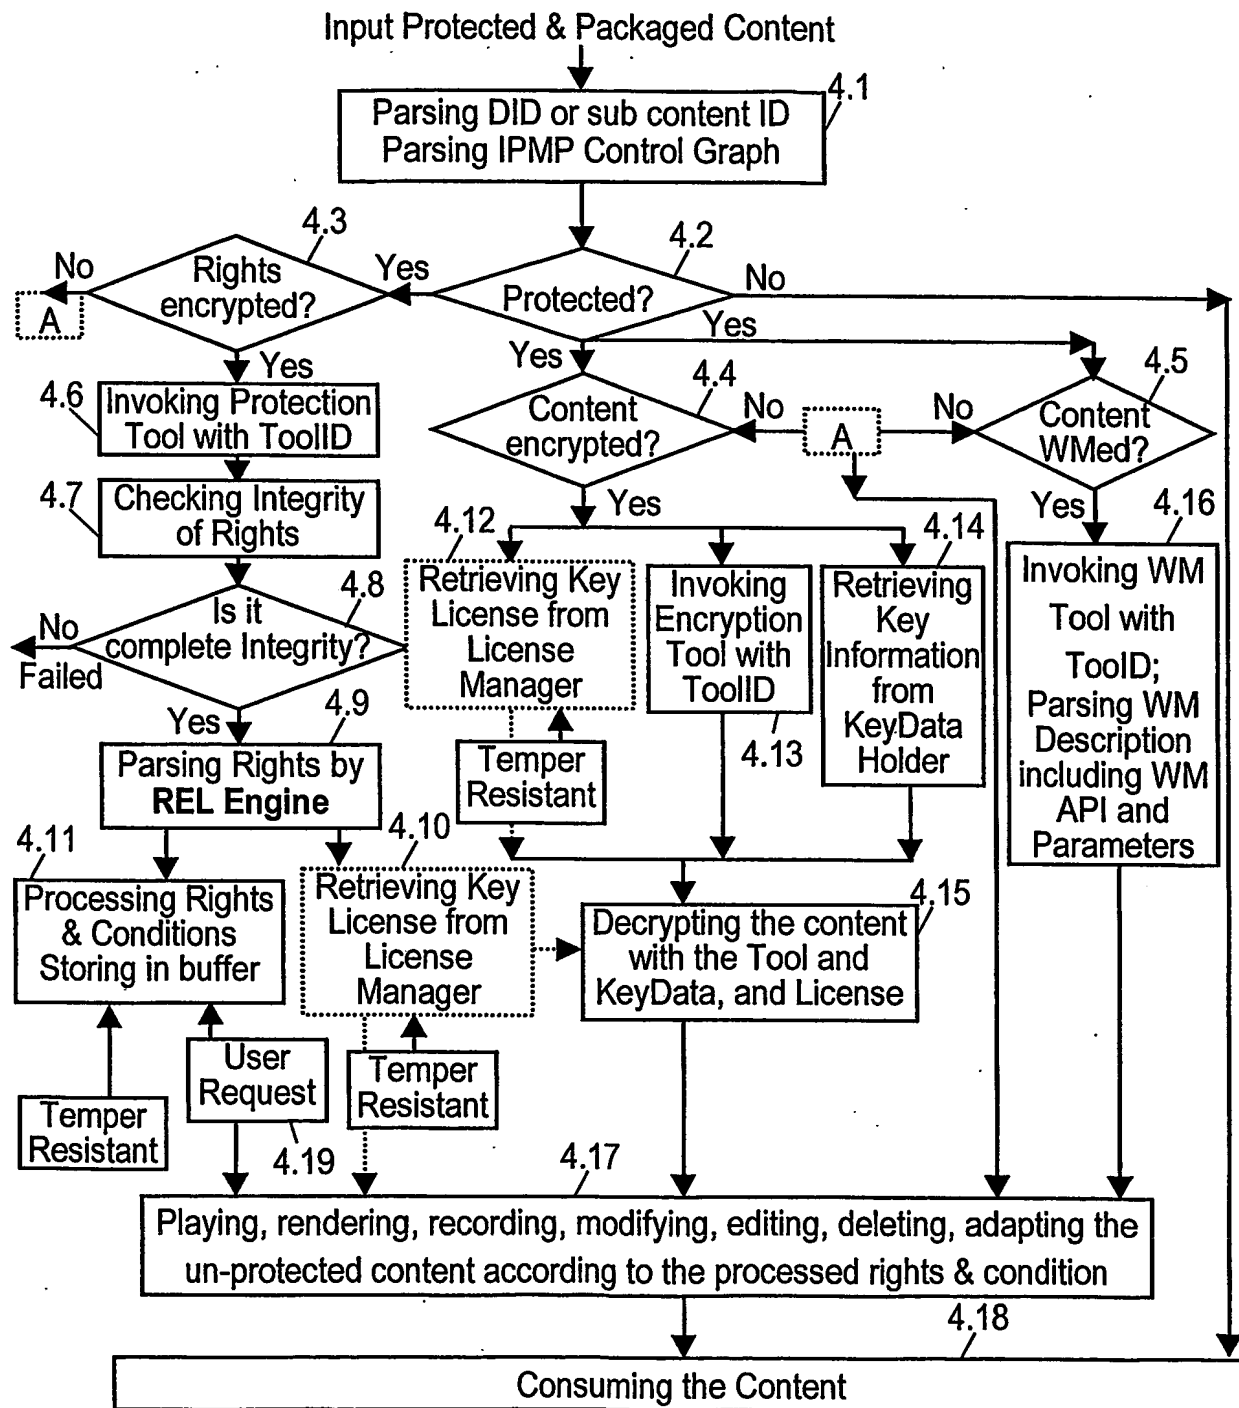 Input Protected & Packaged Content
4.1
Parsing DID or sub content ID
Parsing IPMP Control Graph
4.3
4.2
No
Rights
encrypted?
Yes
Protected?
No
A
Yes
Yes
Yes
4.4
4.5
4.6
Invoking Protection
Tool with ToolID
Content
encrypted?
No
A
No
Content
WMed?
4.7
Checking Integrity
of Rights
Yes
Yes
4.12
4.14
4.16
Retrieving Key
License from
License
Manager
Invoking
Encryption
Tool with
ToolID
Retrieving
Key
Information
from
KeyData
Holder
Invoking WM
Tool with
ToolD;
Parsing WM
Description
including WM
API and
Parameters
4.8
Is it
complete Integrity?
No
Failed
Yes
4.9
4.13
Temper
Resistant
Parsing Rights by
REL Engine
4.11
4.10
4.15
Processing Rights
& Conditions
Storing in buffer
Retrieving Key
License from
License
Manager
Decrypting the content
with the Tool and
KeyData, and License
User
Request
Temper
Resistant
Temper
Resistant
4.19
4.17
Playing, rendering, recording, modifying, editing, deleting, adapting the
un-protected content according to the processed rights & condition
4.18
Consuming the Content